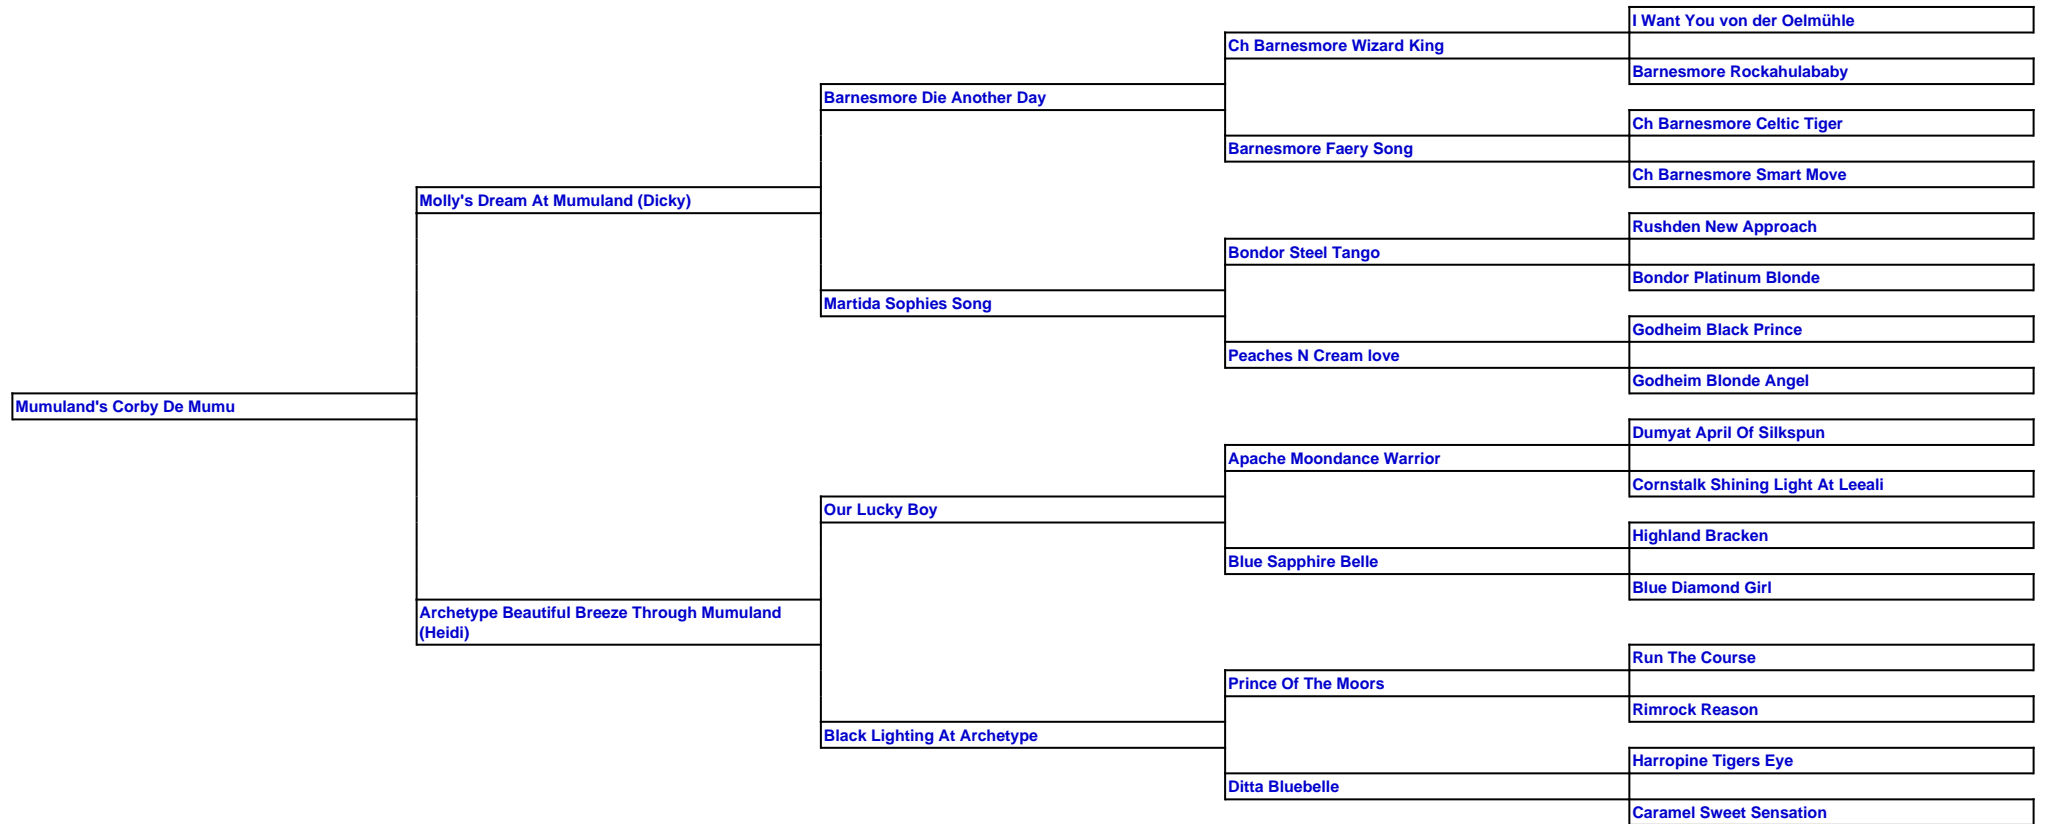 I Want You von der Oelmühle
Ch Barnesmore Wizard King
Barnesmore Rockahulababy
Barnesmore Die Another Day
Ch Barnesmore Celtic Tiger
Barnesmore Faery Song
Ch Barnesmore Smart Move
Molly's Dream At Mumuland (Dicky)
Rushden New Approach
Bondor Steel Tango
Bondor Platinum Blonde
Martida Sophies Song
Godheim Black Prince
Peaches N Cream love
Godheim Blonde Angel
Mumuland's Corby De Mumu
Dumyat April Of Silkspun
Apache Moondance Warrior
Cornstalk Shining Light At Leeali
Our Lucky Boy
Highland Bracken
Blue Sapphire Belle
Blue Diamond Girl
Archetype Beautiful Breeze Through Mumuland
(Heidi)
Run The Course
Prince Of The Moors
Rimrock Reason
Black Lighting At Archetype
Harropine Tigers Eye
Ditta Bluebelle
Caramel Sweet Sensation